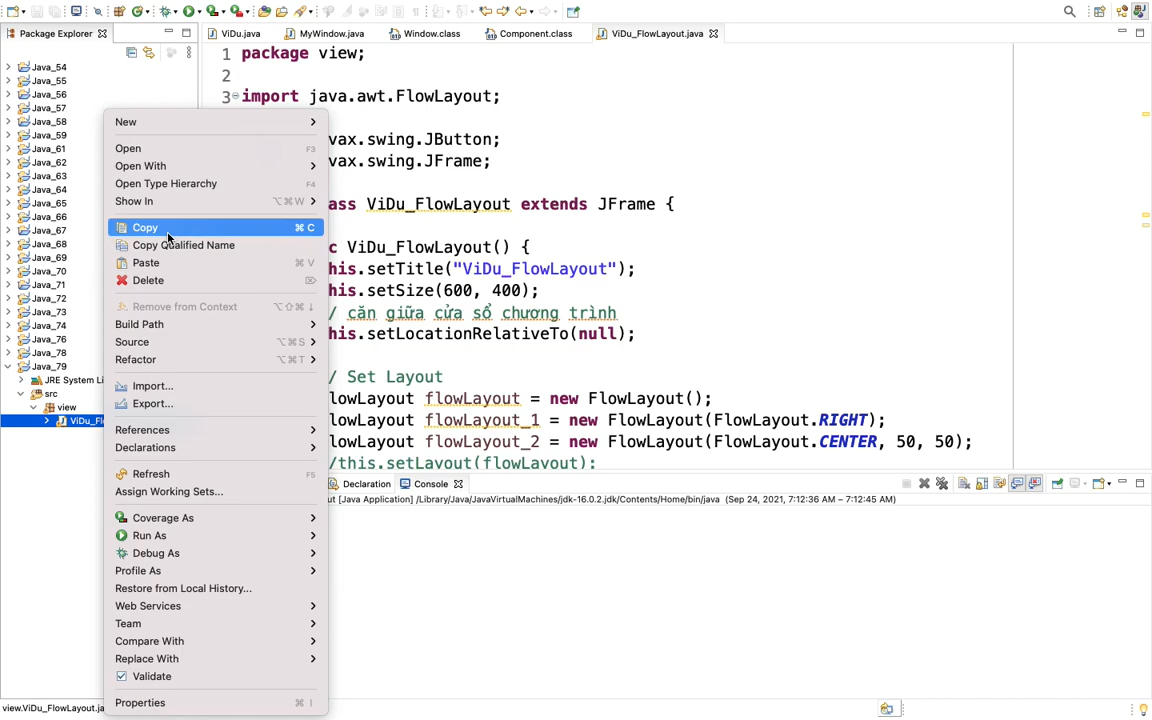 Package Explorer
ViDu.java
MyWindow.java
Window.class
Component.class
ViDu_FlowLayout.java
Java_54
Java_55
Java_56
Java_57
Java_58
Java_59
Java_61
Java_62
Java_63
Java_64
Java_65
Java_66
Java_67
Java_68
Java_69
Java_70
Java_71
Java_72
Java_73
Java_74
Java_76
Java_78
Java_79
JRE System Li
src
view
ViDu_Fl
New
Open F3
Open With
Open Type Hierarchy F4
Show In ⌥⌘W
Copy ⌘C
Copy Qualified Name
Paste ⌘V
Delete ⌦
Remove from Context ⌥⇧⌘↓
Build Path
Source ⌥⌘S
Refactor ⌥⌘T
Import...
Export...
References
Declarations
Refresh F5
Assign Working Sets...
Coverage As
Run As
Debug As
Profile As
Restore from Local History...
Web Services
Team
Compare With
Replace With
Validate
Properties ⌘I
1 package view;
2
3 import java.awt.FlowLayout;
vax.swing.JButton;
vax.swing.JFrame;
ass ViDu_FlowLayout extends JFrame {
c ViDu_FlowLayout() {
his.setTitle("ViDu_FlowLayout");
his.setSize(600, 400);
/ căn giữa cửa sổ chương trình
his.setLocationRelativeTo(null);
/ Set Layout
lowLayout flowLayout = new FlowLayout();
lowLayout flowLayout_1 = new FlowLayout(FlowLayout.RIGHT);
lowLayout flowLayout_2 = new FlowLayout(FlowLayout.CENTER, 50, 50);
/this.setLayout(flowLayout);
Declaration
Console
ut [Java Application] /Library/Java/JavaVirtualMachines/jdk-16.0.2.jdk/Contents/Home/bin/java (Sep 24, 2021, 7:12:36 AM – 7:12:45 AM)
view.ViDu_FlowLayout.ja